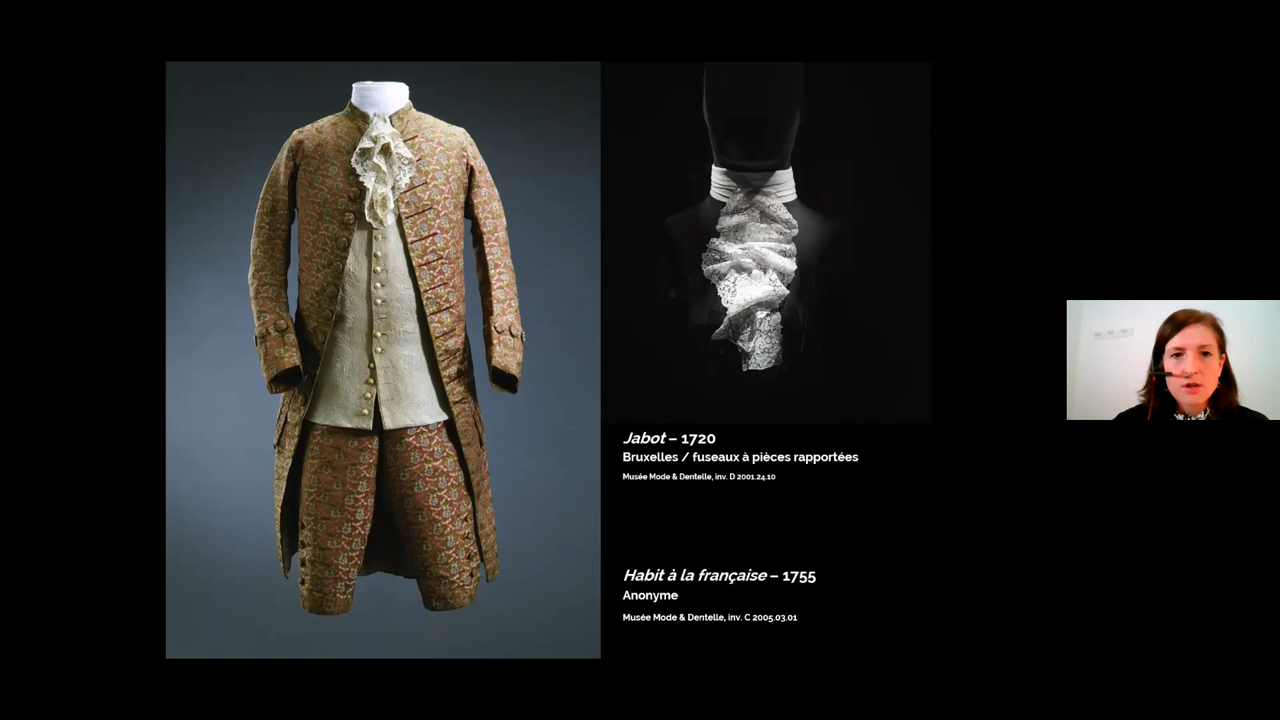 Jabot – 1720
Bruxelles / fuseaux à pièces rapportées
Musée Mode & Dentelle, inv. D 2001.24.10
Habit à la française – 1755
Anonyme
Musée Mode & Dentelle, inv. C 2005.03.01